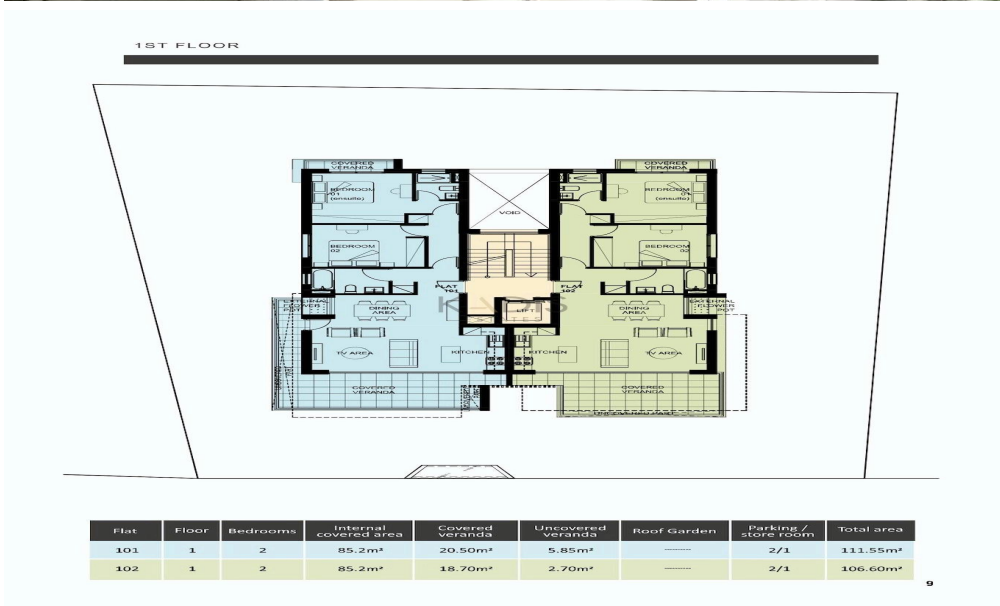 1ST FLOOR
COVERED
VERANDA
COVERED
VERANDA
BEDROOM
01
(ensuite)
BEDROOM
01
(ensuite)
VOID
BEDROOM
02
BEDROOM
02
FLAT
101
FLAT
102
EXTERNAL
FLOWER
POT
DINING
AREA
LIFT
DINING
AREA
EXTERNAL
FLOWER
POT
TV AREA
KITCHEN
KITCHEN
TV AREA
COVERED
VERANDA
COVERED
VERANDA
Flat Floor Bedrooms Internal covered area Covered veranda Uncovered veranda Roof Garden Parking / store room Total area
101 1 2 85.2m² 20.50m² 5.85m² ——— 2/1 111.55m²
102 1 2 85.2m² 18.70m² 2.70m² ——— 2/1 106.60m²
9